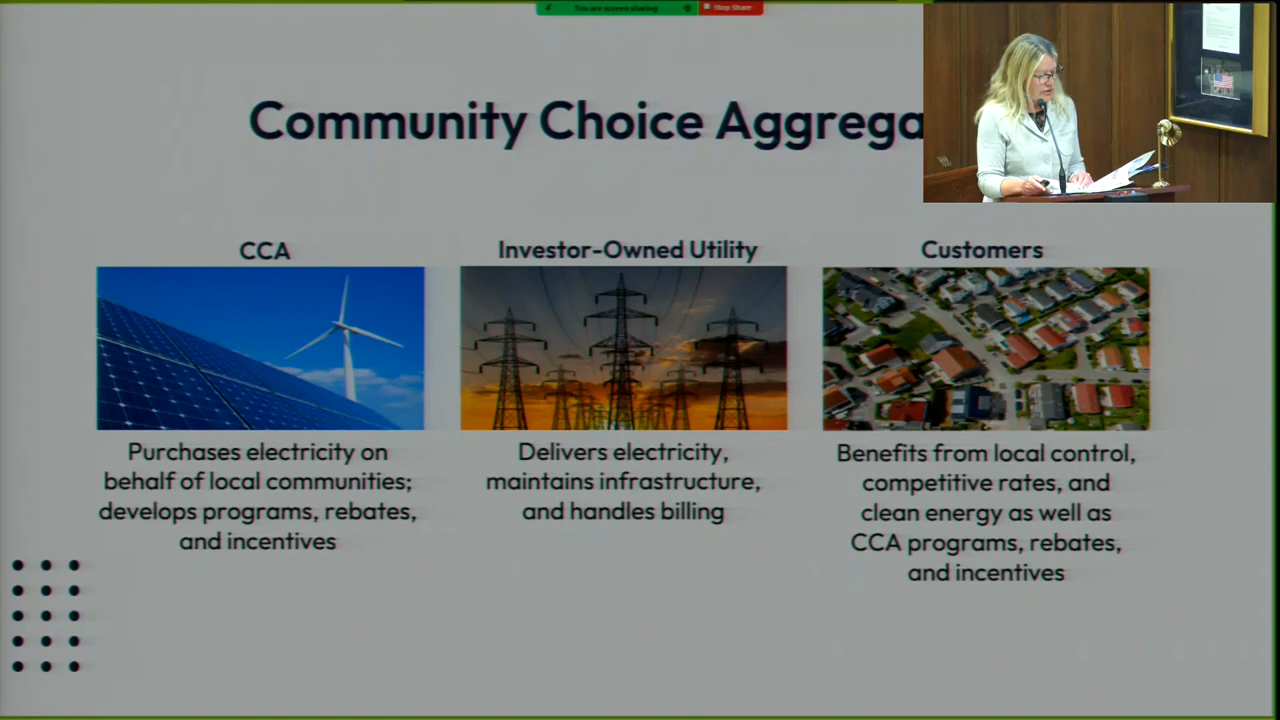 You are screen sharing
Stop Share
Community Choice Aggrega
CCA
Purchases electricity on
behalf of local communities;
develops programs, rebates,
and incentives
Investor-Owned Utility
Delivers electricity,
maintains infrastructure,
and handles billing
Customers
Benefits from local control,
competitive rates, and
clean energy as well as
CCA programs, rebates,
and incentives